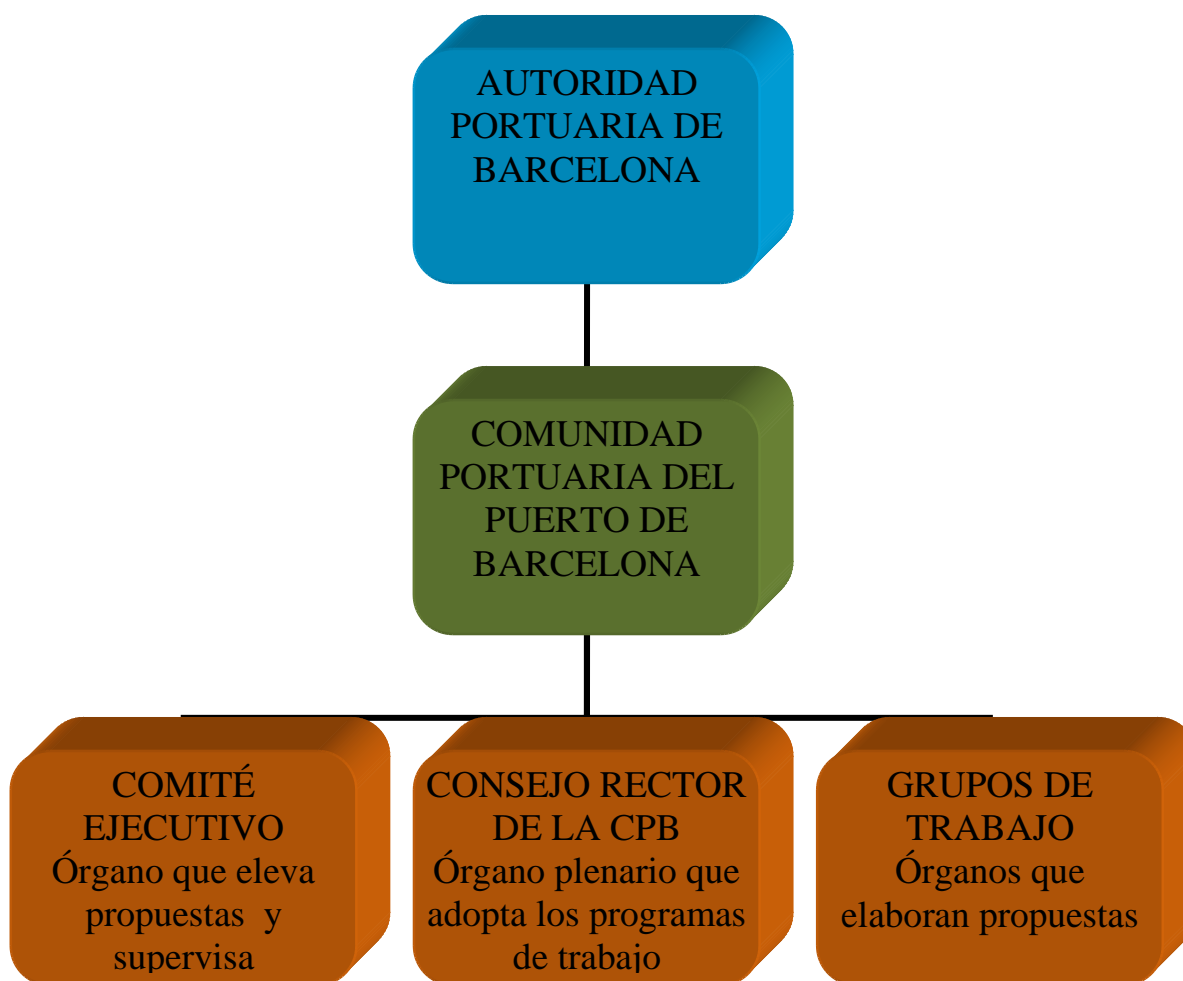 AUTORIDAD
PORTUARIA DE
BARCELONA
COMUNIDAD
PORTUARIA DEL
PUERTO DE
BARCELONA
COMITÉ
EJECUTIVO
Órgano que eleva
propuestas y
supervisa
CONSEJO RECTOR
DE LA CPB
Órgano plenario que
adopta los programas
de trabajo
GRUPOS DE
TRABAJO
Órganos que
elaboran propuestas